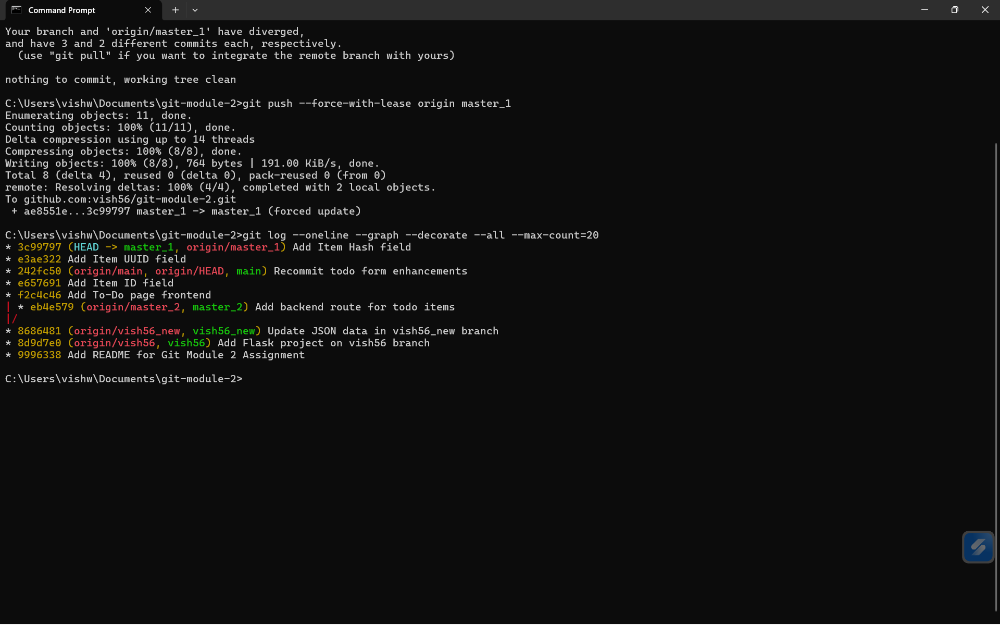 Command Prompt
Your branch and 'origin/master_1' have diverged,
and have 3 and 2 different commits each, respectively.
  (use "git pull" if you want to integrate the remote branch with yours)
nothing to commit, working tree clean
C:\Users\vishw\Documents\git-module-2>git push --force-with-lease origin master_1
Enumerating objects: 11, done.
Counting objects: 100% (11/11), done.
Delta compression using up to 14 threads
Compressing objects: 100% (8/8), done.
Writing objects: 100% (8/8), 764 bytes | 191.00 KiB/s, done.
Total 8 (delta 4), reused 0 (delta 0), pack-reused 0 (from 0)
remote: Resolving deltas: 100% (4/4), completed with 2 local objects.
To github.com:vish56/git-module-2.git
 + ae8551e...3c99797 master_1 -> master_1 (forced update)
C:\Users\vishw\Documents\git-module-2>git log --oneline --graph --decorate --all --max-count=20
* 3c99797 (HEAD -> master_1, origin/master_1) Add Item Hash field
* e3ae322 Add Item UUID field
* 242fc50 (origin/main, origin/HEAD, main) Recommit todo form enhancements
* e657691 Add Item ID field
* f2c4c46 Add To-Do page frontend
| * eb4e579 (origin/master_2, master_2) Add backend route for todo items
|/
* 8686481 (origin/vish56_new, vish56_new) Update JSON data in vish56_new branch
* 8d9d7e0 (origin/vish56, vish56) Add Flask project on vish56 branch
* 9996338 Add README for Git Module 2 Assignment
C:\Users\vishw\Documents\git-module-2>